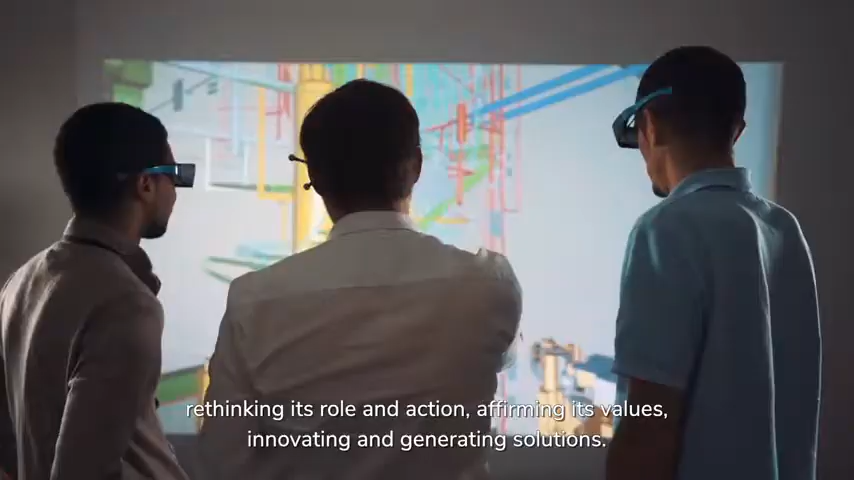 rethinking its role and action, affirming its values,
innovating and generating solutions.